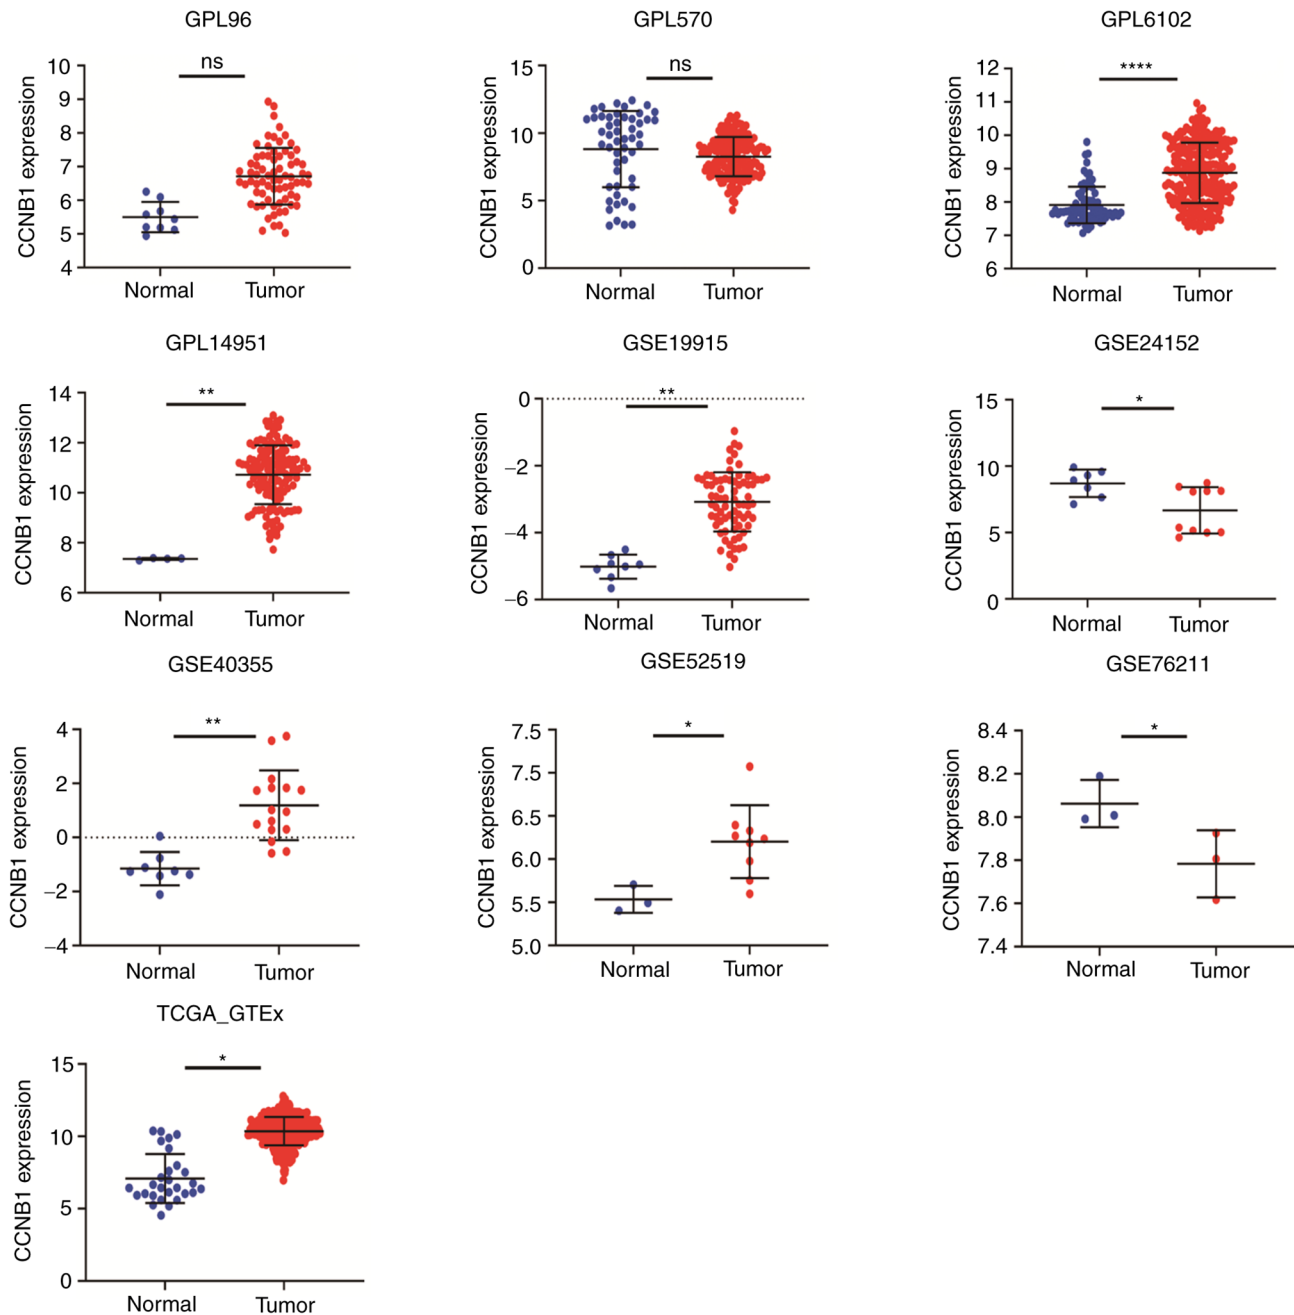 GPL96
CCNB1 expression
10
9
8
7
6
5
4
ns
Normal Tumor
GPL570
CCNB1 expression
15
10
5
0
ns
Normal Tumor
GPL6102
CCNB1 expression
12
11
10
9
8
7
6
****
Normal Tumor
GPL14951
CCNB1 expression
14
12
10
8
6
**
Normal Tumor
GSE19915
CCNB1 expression
0
–2
–4
–6
**
Normal Tumor
GSE24152
CCNB1 expression
15
10
5
0
*
Normal Tumor
GSE40355
CCNB1 expression
4
2
0
–2
–4
**
Normal Tumor
GSE52519
CCNB1 expression
7.5
7.5
6.5
6.0
5.5
5.0
*
Normal Tumor
GSE76211
CCNB1 expression
8.4
8.2
8.0
7.8
7.6
7.4
*
Normal Tumor
TCGA_GTEx
CCNB1 expression
15
10
5
0
*
Normal Tumor